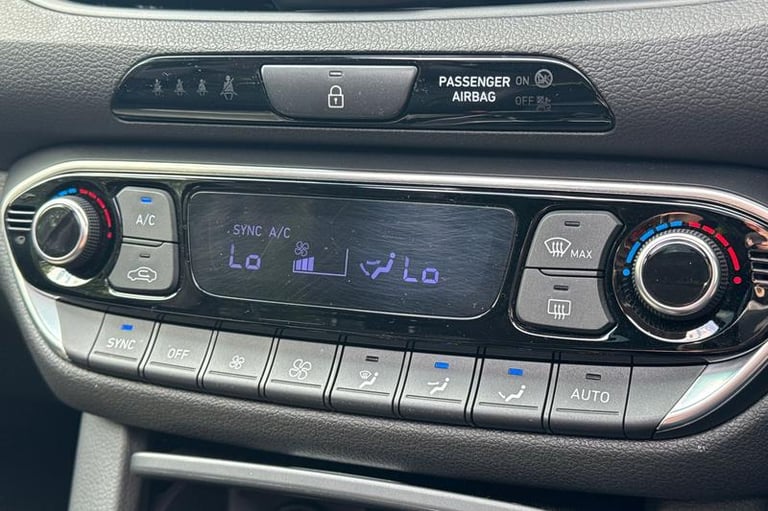 PASSENGER ON
AIRBAG OFF
A/C
SYNC A/C
Lo
Lo
MAX
SYNC
OFF
AUTO